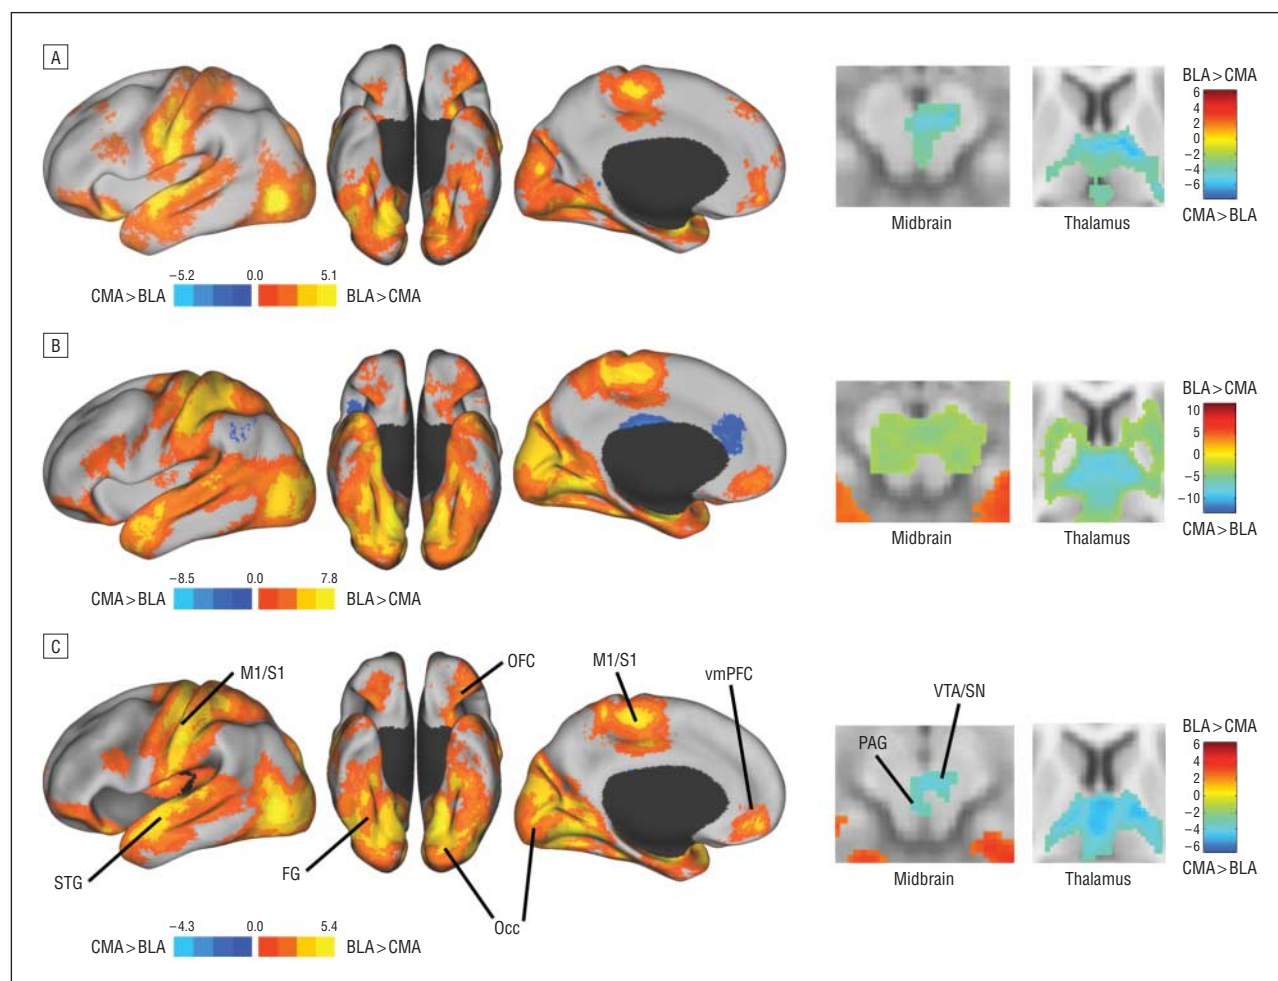 A
BLA>CMA
6
4
2
0
−2
−4
−6
CMA>BLA
Midbrain
Thalamus
−5.2 0.0 5.1
CMA>BLA BLA>CMA
B
BLA>CMA
10
5
0
−5
−10
CMA>BLA
Midbrain
Thalamus
−8.5 0.0 7.8
CMA>BLA BLA>CMA
C
M1/S1
OFC
M1/S1
vmPFC
VTA/SN
PAG
STG
FG
Occ
BLA>CMA
6
4
2
0
−2
−4
−6
CMA>BLA
Midbrain
Thalamus
−4.3 0.0 5.4
CMA>BLA BLA>CMA